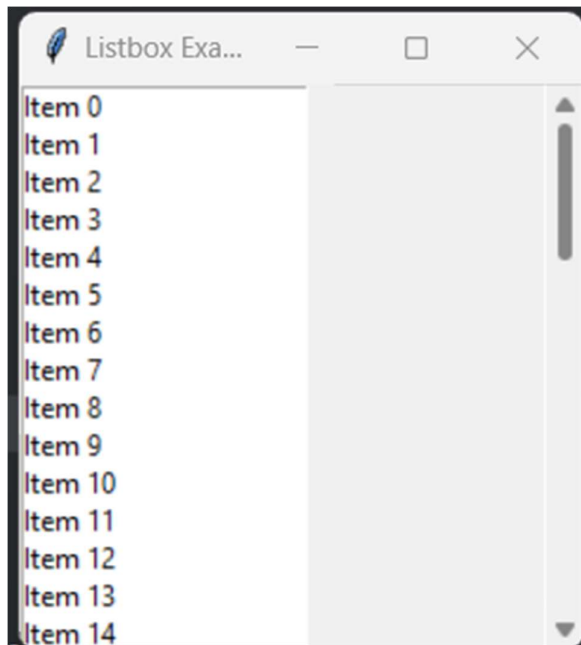 Listbox Exa...
Item 0
Item 1
Item 2
Item 3
Item 4
Item 5
Item 6
Item 7
Item 8
Item 9
Item 10
Item 11
Item 12
Item 13
Item 14